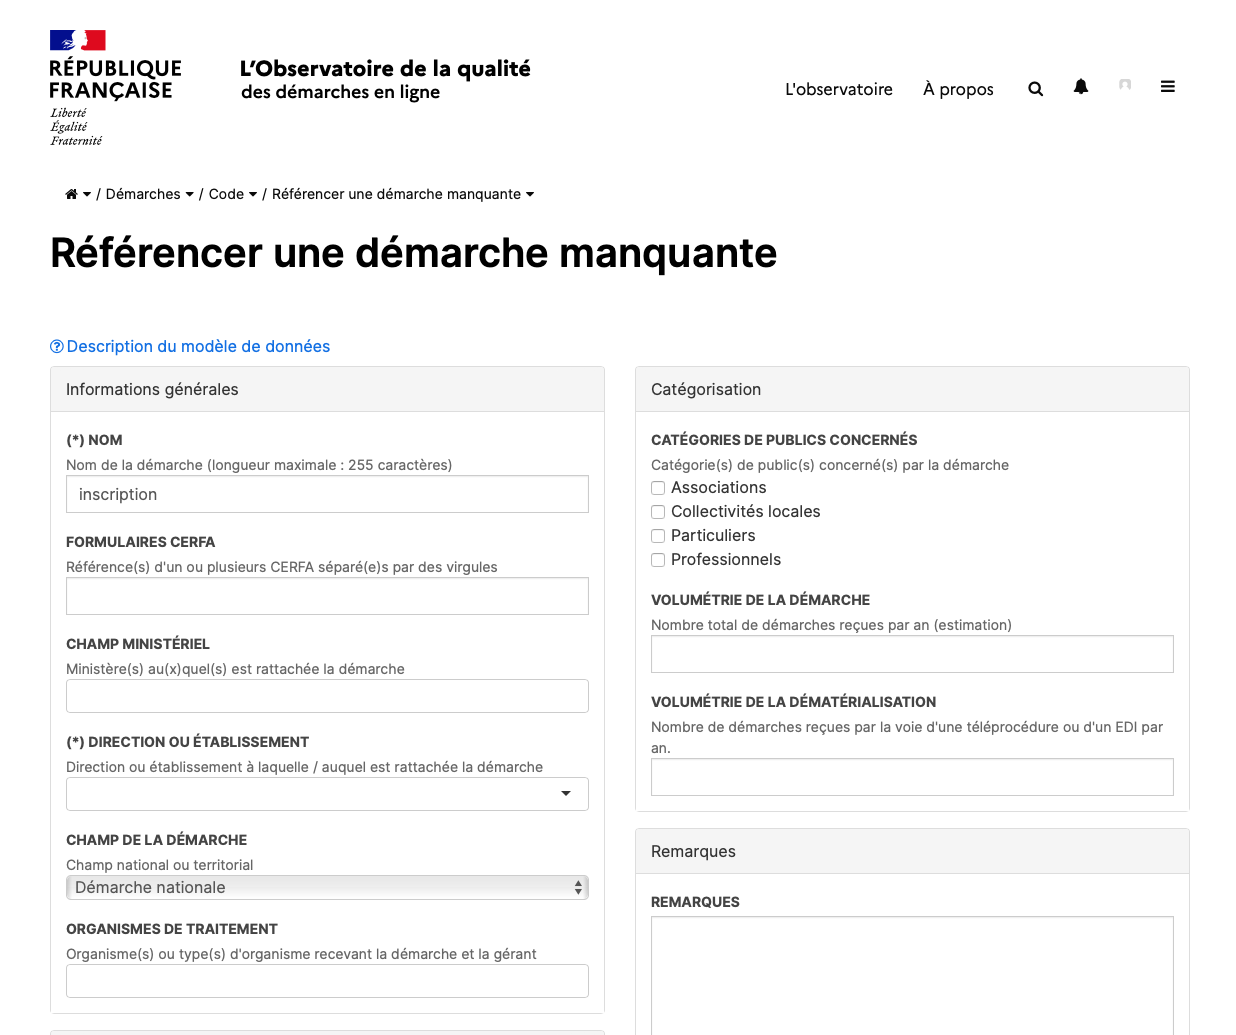 RÉPUBLIQUE
FRANÇAISE
Liberté
Égalité
Fraternité
L'Observatoire de la qualité
des démarches en ligne
L'observatoire
À propos
/ Démarches / Code / Référencer une démarche manquante
Référencer une démarche manquante
Description du modèle de données
Informations générales
(*) NOM
Nom de la démarche (longueur maximale : 255 caractères)
inscription
FORMULAIRES CERFA
Référence(s) d'un ou plusieurs CERFA séparé(e)s par des virgules
CHAMP MINISTÉRIEL
Ministère(s) au(x)quel(s) est rattachée la démarche
(*) DIRECTION OU ÉTABLISSEMENT
Direction ou établissement à laquelle / auquel est rattachée la démarche
CHAMP DE LA DÉMARCHE
Champ national ou territorial
Démarche nationale
ORGANISMES DE TRAITEMENT
Organisme(s) ou type(s) d'organisme recevant la démarche et la gérant
Catégorisation
CATÉGORIES DE PUBLICS CONCERNÉS
Catégorie(s) de public(s) concerné(s) par la démarche
Associations
Collectivités locales
Particuliers
Professionnels
VOLUMÉTRIE DE LA DÉMARCHE
Nombre total de démarches reçues par an (estimation)
VOLUMÉTRIE DE LA DÉMATÉRIALISATION
Nombre de démarches reçues par la voie d'une téléprocédure ou d'un EDI par
an.
Remarques
REMARQUES